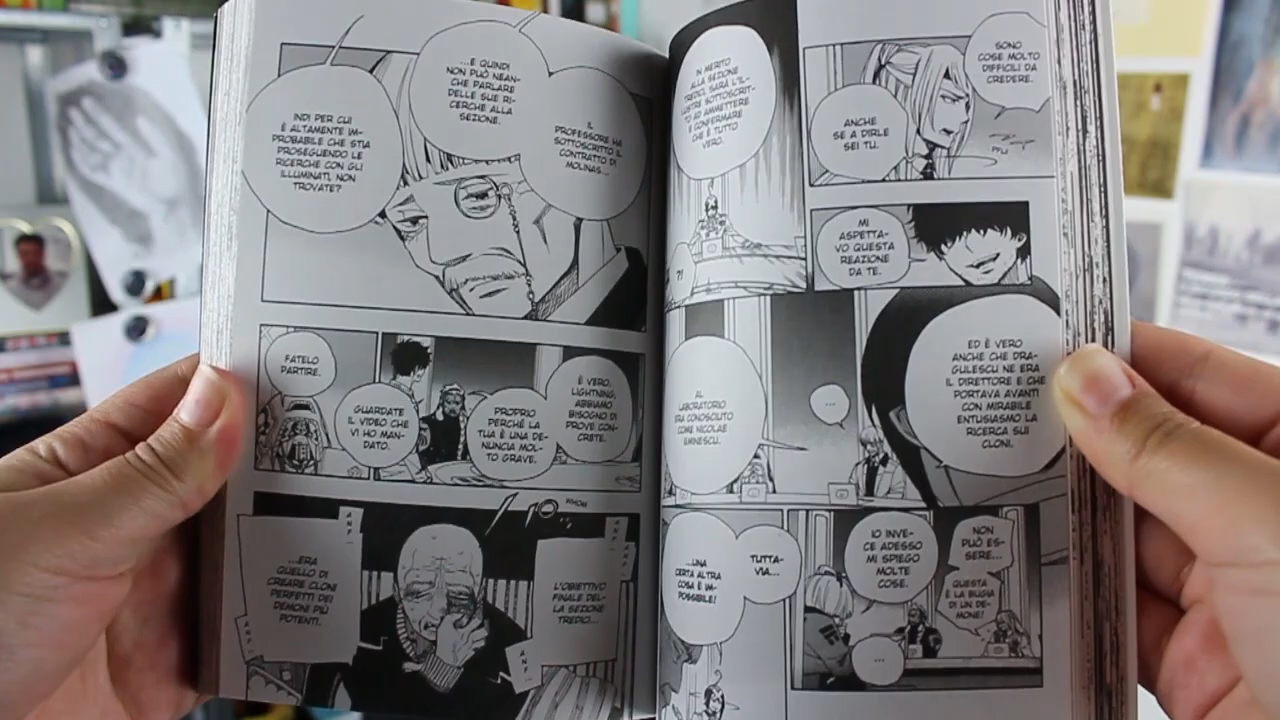 SONO
COSE MOLTO
DIFFICILI DA
CREDERE.
ANCHE
SE A DIRLE
SEI TU.
PFLI
IN MERITO
ALLA SEZIONE
TREDICI, SARÀ L'IL-
LUSTRE SOTTOSCRIT-
TO AD AMMETTERE
E CONFERMARE
CHE È TUTTO
VERO.
?!
MI
ASPETTA-
VO QUESTA
REAZIONE
DA TE.
ED È VERO
ANCHE CHE DRA-
GULESCU NE ERA
IL DIRETTORE E CHE
PORTAVA AVANTI
CON MIRABILE
ENTUSIASMO LA
RICERCA SUI
CLONI.
...
AL
LABORATORIO
ERA CONOSCIUTO
COME NICOLAE
EMINESCU.
NON
PUÒ ES-
SERE...
QUESTA
È LA BUGIA
DI UN DE-
MONE?
IO INVE-
CE ADESSO
MI SPIEGO
MOLTE
COSE.
...
TUTTA-
VIA...
...UNA
CERTA ALTRA
COSA È IM-
POSSIBILE!
IL
PROFESSORE HA
SOTTOSCRITTO IL
CONTRATTO DI
MOLINAS...
...E QUINDI
NON PUÒ NEAN-
CHE PARLARE
DELLE SUE RI-
CERCHE ALLA
SEZIONE.
INDI PER CUI
È ALTAMENTE IM-
PROBABILE CHE STIA
PROSEGUENDO LE
RICERCHE CON GLI
ILLUMINATI, NON
TROVATE?
È VERO,
LIGHTNING,
ABBIAMO
BISOGNO DI
PROVE CON-
CRETE.
PROPRIO
PERCHÉ LA
TUA È UNA DE-
NUNCIA MOL-
TO GRAVE.
GUARDATE
IL VIDEO CHE
VI HO MAN-
DATO.
FATELO
PARTIRE.
WHOM
ANF...
ANF...
L'OBIETTIVO
FINALE DEL-
LA SEZIONE
TREDICI...
ANF...
ANF...
...ERA
QUELLO DI
CREARE CLONI
PERFETTI DEI
DEMONI PIÙ
POTENTI.